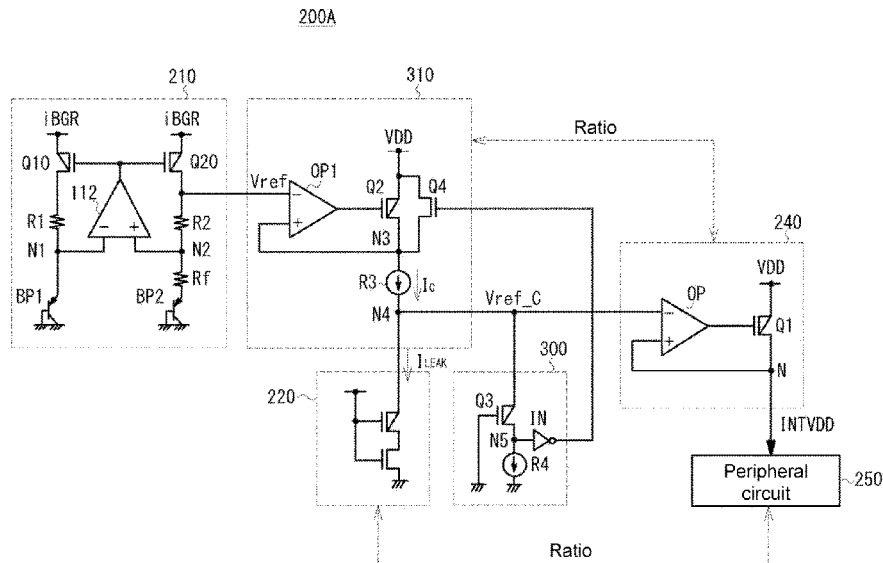 200A
210
310
iBGR
iBGR
Ratio
VDD
Q10
Q20
Vref
OP1
Q2
Q4
112
R1
R2
N3
240
N1
N2
VDD
R3
Ic
Rf
Vref_C
OP
BP1
BP2
N4
Q1
ILEAK
300
N
220
Q3
IN
N5
INTVDD
R4
Peripheral
circuit
250
Ratio